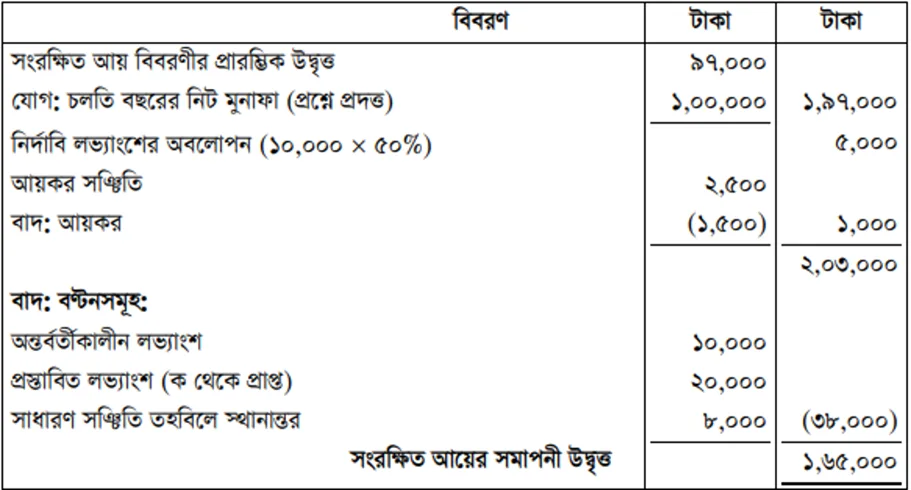 বিবরণ টাকা টাকা
সংরক্ষিত আয় বিবরণীর প্রারম্ভিক উদ্বৃত্ত ৯৭,০০০
যোগ: চলতি বছরের নিট মুনাফা (প্রশ্নে প্রদত্ত) ১,০০,০০০ ১,৯৭,০০০
নির্দাবি লভ্যাংশের অবলোপন (১০,০০০ × ৫০%) ৫,০০০
আয়কর সঞ্চিতি ২,৫০০
বাদ: আয়কর (১,৫০০) ১,০০০
২,০৩,০০০
বাদ: বণ্টনসমূহ:
অন্তর্বর্তীকালীন লভ্যাংশ ১০,০০০
প্রস্তাবিত লভ্যাংশ (ক থেকে প্রাপ্ত) ২০,০০০
সাধারণ সঞ্চিতি তহবিলে স্থানান্তর ৮,০০০ (৩৮,০০০)
সংরক্ষিত আয়ের সমাপনী উদ্বৃত্ত ১,৬৫,০০০